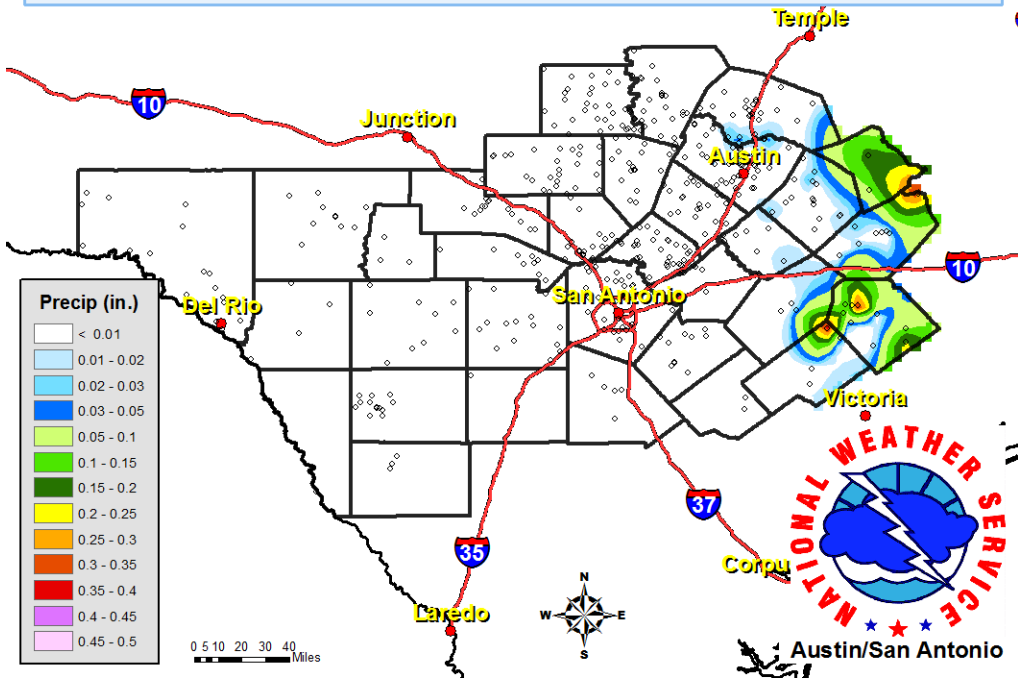 Temple
10
Junction
Austin
10
San Antonio
Del Rio
Precip (in.)
< 0.01
0.01 - 0.02
0.02 - 0.03
0.03 - 0.05
0.05 - 0.1
0.1 - 0.15
0.15 - 0.2
0.2 - 0.25
0.25 - 0.3
0.3 - 0.35
0.35 - 0.4
0.4 - 0.45
0.45 - 0.5
Victoria
37
35
Corpu
Laredo
N
W E
S
0 5 10 20 30 40
Miles
NATIONAL WEATHER SERVICE
Austin/San Antonio